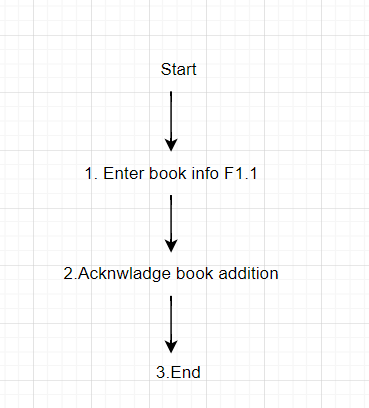 Start
1. Enter book info F1.1
2.Acknwladge book addition
3.End